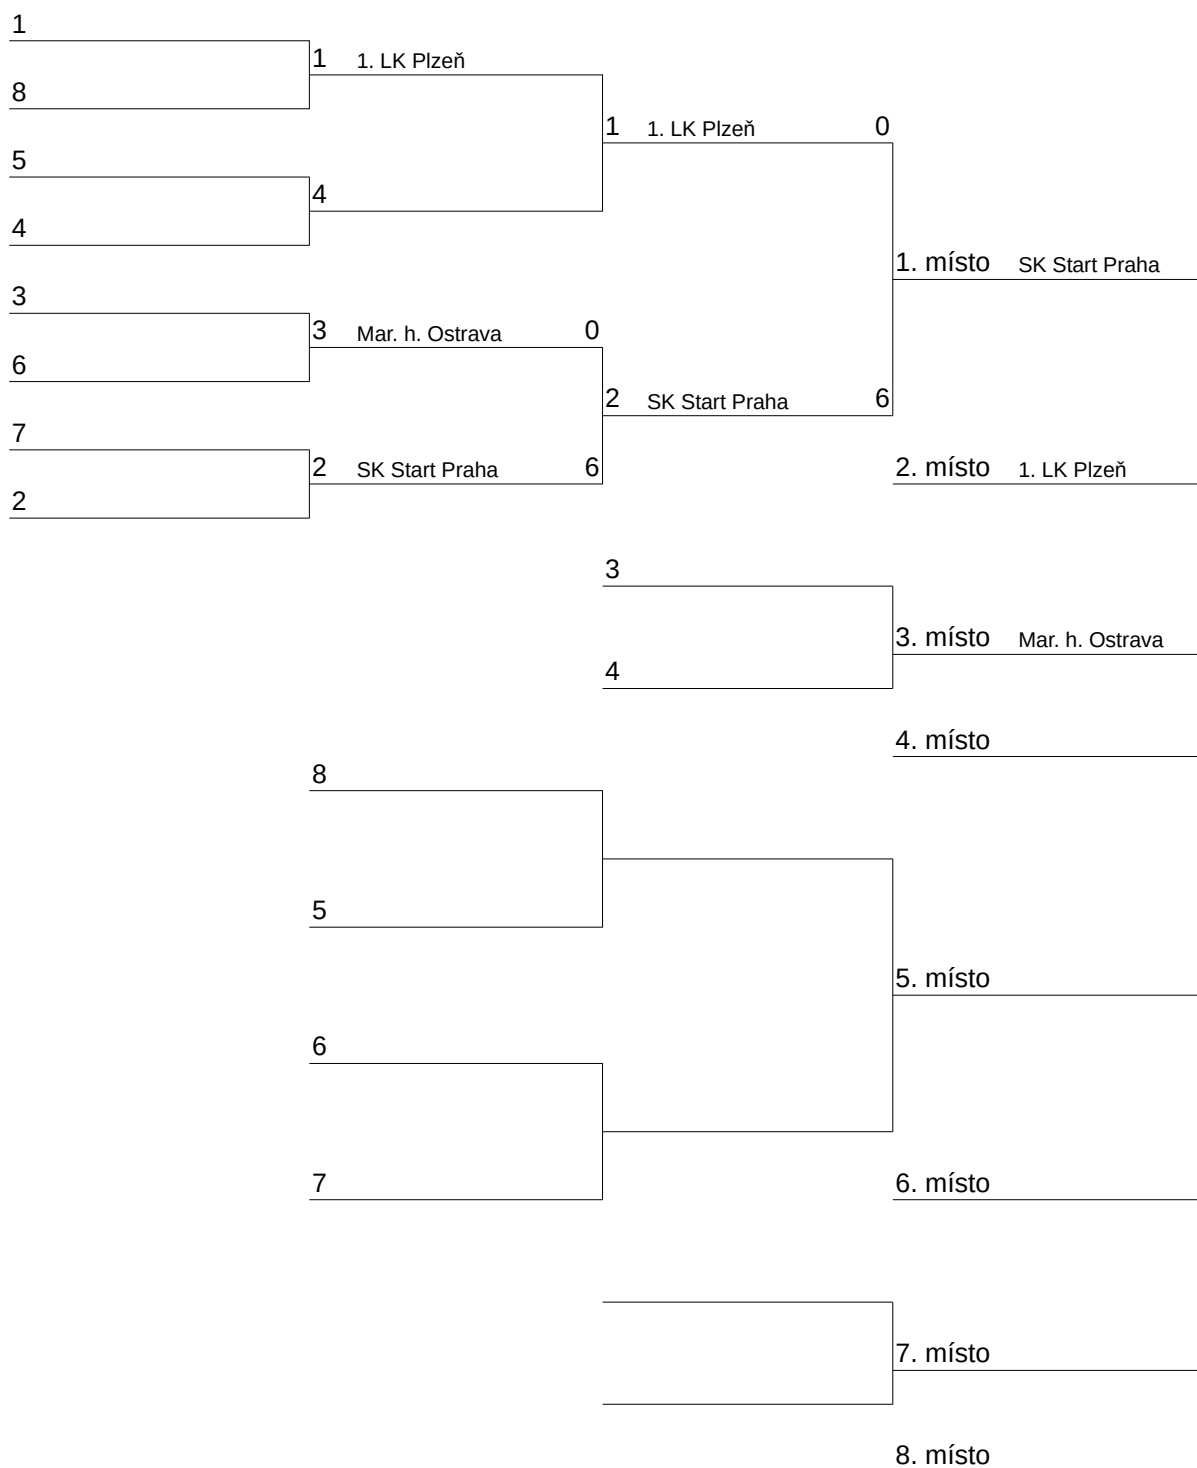 1
1 1. LK Plzeň
8
1 1. LK Plzeň 0
5
4
4
1. místo SK Start Praha
3
3 Mar. h. Ostrava 0
6
2 SK Start Praha 6
7
2 SK Start Praha 6
2. místo 1. LK Plzeň
2
3
3. místo Mar. h. Ostrava
4
4. místo
8
5
5. místo
6
7
6. místo
7. místo
8. místo